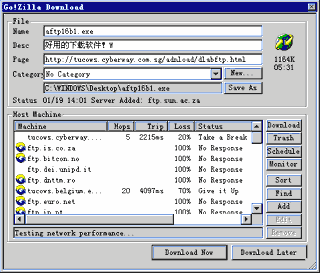 Go!Zilla Download
File
Name aftp16b1.exe
Desc 好用的下载软件? W
Page http://tucows.cyberway.com.sg/adnload/dlabftp.html
1164K
05:31
Category No Category New...
C:\WINDOWS\Desktop\aftp16b1.exe Save As
Status 01/19 14:01 Server Added: ftp.sun.ac.za
Host Machine
Machine Hops Trip Loss Status
tucows.cyberway.... 5 2215ms 20% Take a Break
ftp.is.co.za 100% No Response
ftp.bitcon.no 100% No Response
ftp.dei.unipd.it 100% No Response
ftp.dnttm.ro 100% No Response
tucows.belgium.e... 20 4097ms 70% Give it Up
ftp.euro.net 100% No Response
ftp.ip.pt 100% No Response
Download
Trash
Schedule
Monitor
Sort
Find
Add
Edit
Remove
Testing network performance...
Download Now Download Later